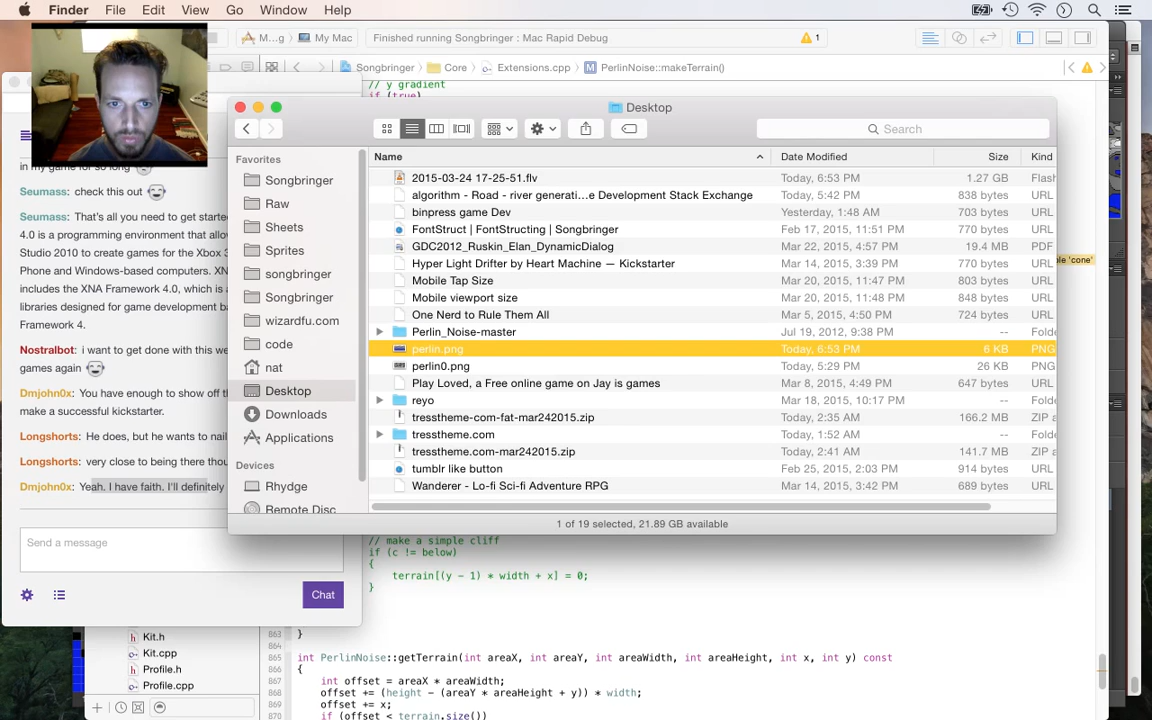 Finder File Edit View Go Window Help
M...g My Mac
Finished running Songbringer : Mac Rapid Debug
1
Songbringer Core Extensions.cpp PerlinNoise::makeTerrain()
// y gradient
if (true)
Desktop
Search
Favorites
Songbringer
Raw
Sheets
Sprites
songbringer
Songbringer
wizardfu.com
code
nat
Desktop
Downloads
Applications
Devices
Rhydge
Remote Disc
Name Date Modified Size Kind
2015-03-24 17-25-51.flv Today, 6:53 PM 1.27 GB Flash
algorithm - Road - river generati...e Development Stack Exchange Today, 5:42 PM 838 bytes URL
binpress game Dev Yesterday, 1:48 AM 703 bytes URL
FontStruct | FontStructing | Songbringer Feb 17, 2015, 11:51 PM 770 bytes URL
GDC2012_Ruskin_Elan_DynamicDialog Mar 22, 2015, 4:57 PM 19.4 MB PDF
Hyper Light Drifter by Heart Machine — Kickstarter Mar 14, 2015, 3:39 PM 770 bytes URL
Mobile Tap Size Mar 20, 2015, 11:47 PM 803 bytes URL
Mobile viewport size Mar 20, 2015, 11:48 PM 848 bytes URL
One Nerd to Rule Them All Mar 5, 2015, 4:50 PM 724 bytes URL
Perlin_Noise-master Jul 19, 2012, 9:38 PM -- Folde
perlin.png Today, 6:53 PM 6 KB PNG
perlin0.png Today, 5:29 PM 26 KB PNG
Play Loved, a Free online game on Jay is games Mar 8, 2015, 4:49 PM 647 bytes URL
reyo Mar 18, 2015, 10:17 PM -- Folde
tresstheme-com-fat-mar242015.zip Today, 2:35 AM 166.2 MB ZIP a
tresstheme.com Today, 1:52 AM -- Folde
tresstheme.com-mar242015.zip Today, 2:41 AM 141.7 MB ZIP a
tumblr like button Feb 25, 2015, 2:03 PM 914 bytes URL
Wanderer - Lo-fi Sci-fi Adventure RPG Mar 14, 2015, 3:42 PM 689 bytes URL
1 of 19 selected, 21.89 GB available
in my game for so long
Seumass: check this out
Seumass: That's all you need to get starte
4.0 is a programming environment that allow
Studio 2010 to create games for the Xbox 3
Phone and Windows-based computers. XN
includes the XNA Framework 4.0, which is a
libraries designed for game development ba
Framework 4.
Nostralbot: i want to get done with this we
games again
Dmjohn0x: You have enough to show off th
make a successful kickstarter.
Longshorts: He does, but he wants to nail
Longshorts: very close to being there thou
Dmjohn0x: Yeah. I have faith. I'll definitely
Send a message
Chat
Kit.h
Kit.cpp
Profile.h
Profile.cpp
le 'cone'
// make a simple cliff
if (c != below)
{
terrain[(y - 1) * width + x] = 0;
}
863 }
864
865 int PerlinNoise::getTerrain(int areaX, int areaY, int areaWidth, int areaHeight, int x, int y) const
866 {
867 int offset = areaX * areaWidth;
868 offset += (height - (areaY * areaHeight + y)) * width;
869 offset += x;
870 if (offset < terrain.size())